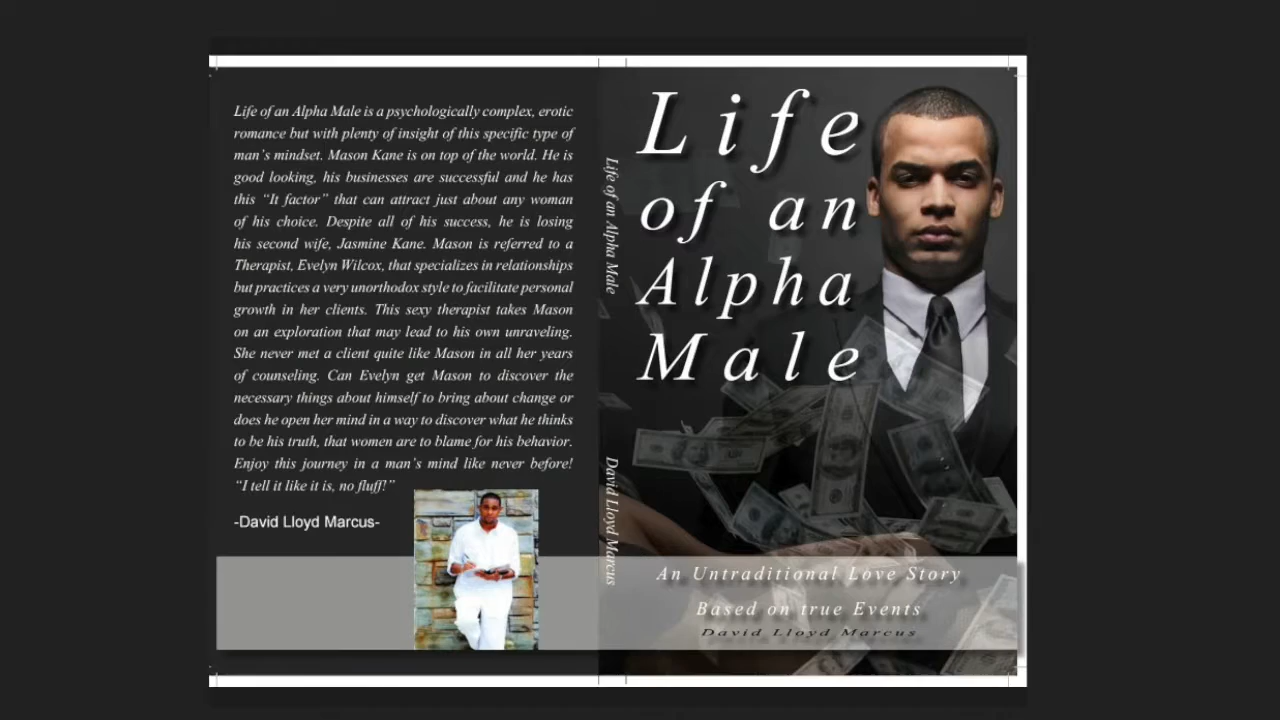 Life of an Alpha Male is a psychologically complex, erotic
romance but with plenty of insight of this specific type of
man's mindset. Mason Kane is on top of the world. He is
good looking, his businesses are successful and he has
this “It factor” that can attract just about any woman
of his choice. Despite all of his success, he is losing
his second wife, Jasmine Kane. Mason is referred to a
Therapist, Evelyn Wilcox, that specializes in relationships
but practices a very unorthodox style to facilitate personal
growth in her clients. This sexy therapist takes Mason
on an exploration that may lead to his own unraveling.
She never met a client quite like Mason in all her years
of counseling. Can Evelyn get Mason to discover the
necessary things about himself to bring about change or
does he open her mind in a way to discover what he thinks
to be his truth, that women are to blame for his behavior.
Enjoy this journey in a man's mind like never before!
“I tell it like it is, no fluff!”
-David Lloyd Marcus-
Life of an Alpha Male
David Lloyd Marcus
Life
of an
Alpha
Male
An Untraditional Love Story
Based on true Events
David Lloyd Marcus